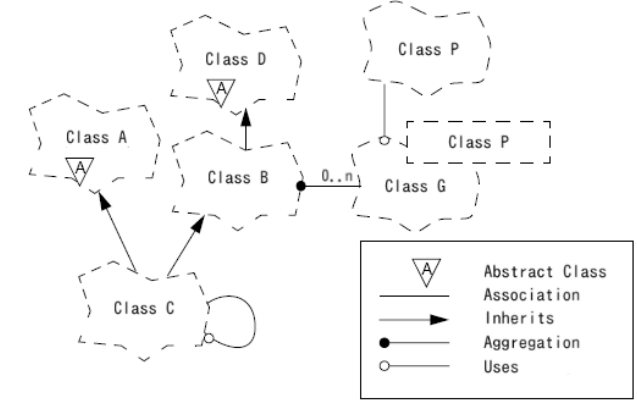 Class P
Class D
A
Class A
A
Class P
Class B
0..n
Class G
Class C
A Abstract Class
Association
Inherits
Aggregation
Uses